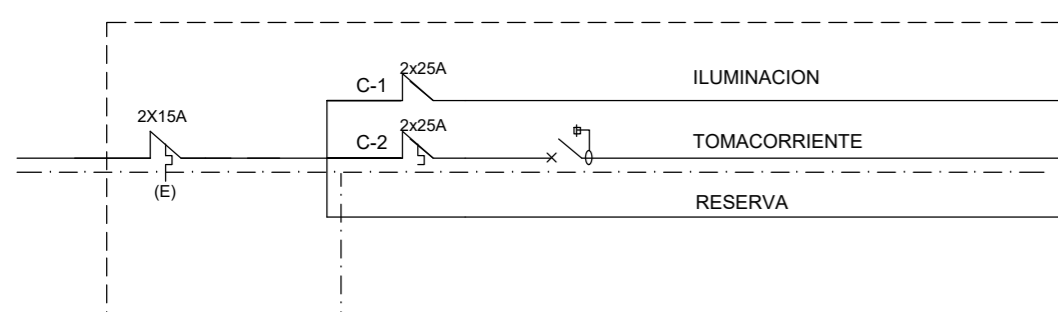 2x25A
C-1
ILUMINACION
2X15A
2x25A
C-2
TOMACORRIENTE
(E)
RESERVA